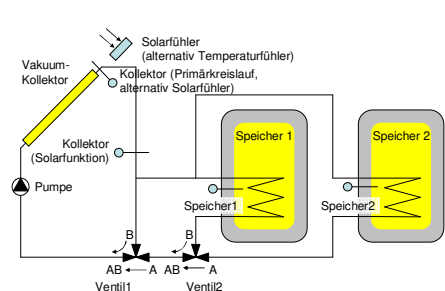 Solarfühler
(alternativ Temperaturfühler)
Vakuum-
Kollektor
Kollektor (Primärkreislauf,
alternativ Solarfühler)
Speicher 1
Speicher 2
Kollektor
(Solarfunktion)
Pumpe
Speicher1
Speicher2
B
B
AB
A
AB
A
Ventil1
Ventil2